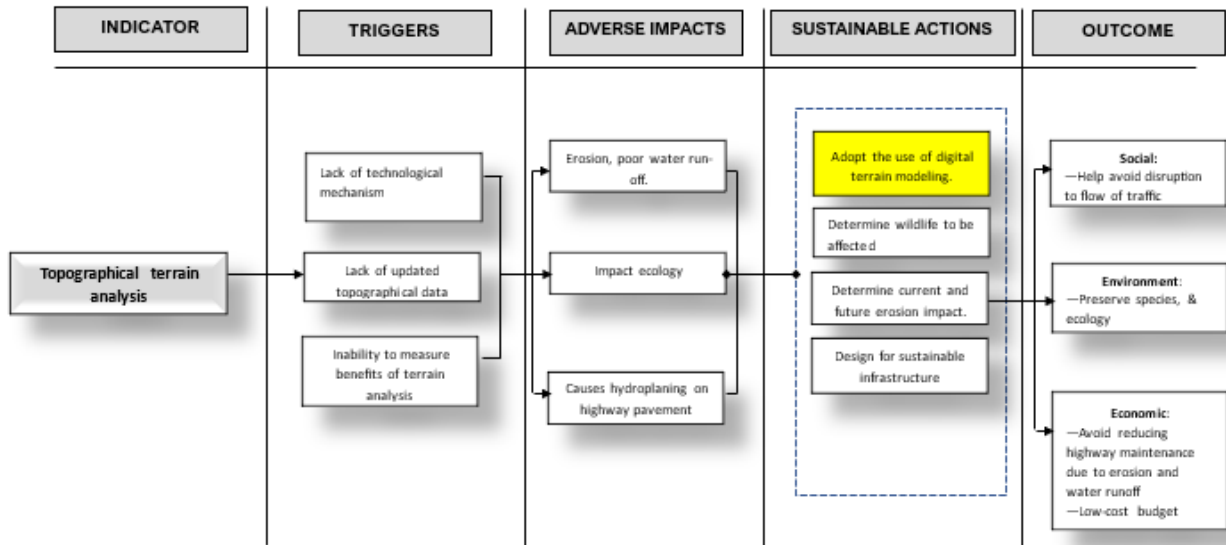 INDICATOR
TRIGGERS
ADVERSE IMPACTS
SUSTAINABLE ACTIONS
OUTCOME
Topographical terrain
analysis
Lack of technological
mechanism
Lack of updated
topographical data
Inability to measure
benefits of terrain
analysis
Erosion, poor water run-
off.
Impact ecology
Causes hydroplaning on
highway pavement
Adopt the use of digital
terrain modeling.
Determine wildlife to be
affected
Determine current and
future erosion impact.
Design for sustainable
infrastructure
Social:
—Help avoid disruption
to flow of traffic
Environment:
—Preserve species, &
ecology
Economic:
—Avoid reducing
highway maintenance
due to erosion and
water runoff
—Low-cost budget